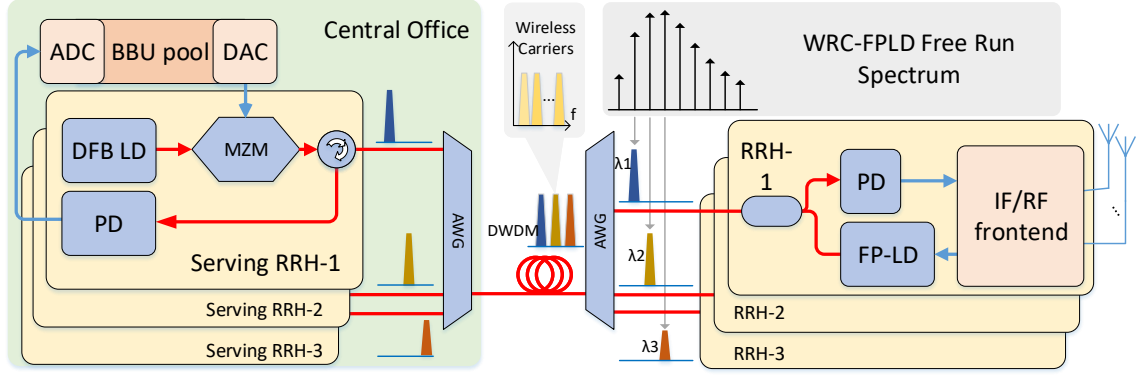 ADC
BBU pool
DAC
Central Office
DFB LD
MZM
PD
Serving RRH-1
Serving RRH-2
Serving RRH-3
AWG
Wireless
Carriers
...
f
DWDM
AWG
WRC-FPLD Free Run
Spectrum
λ1
λ2
λ3
RRH-
1
PD
FP-LD
IF/RF
frontend
...
RRH-2
RRH-3